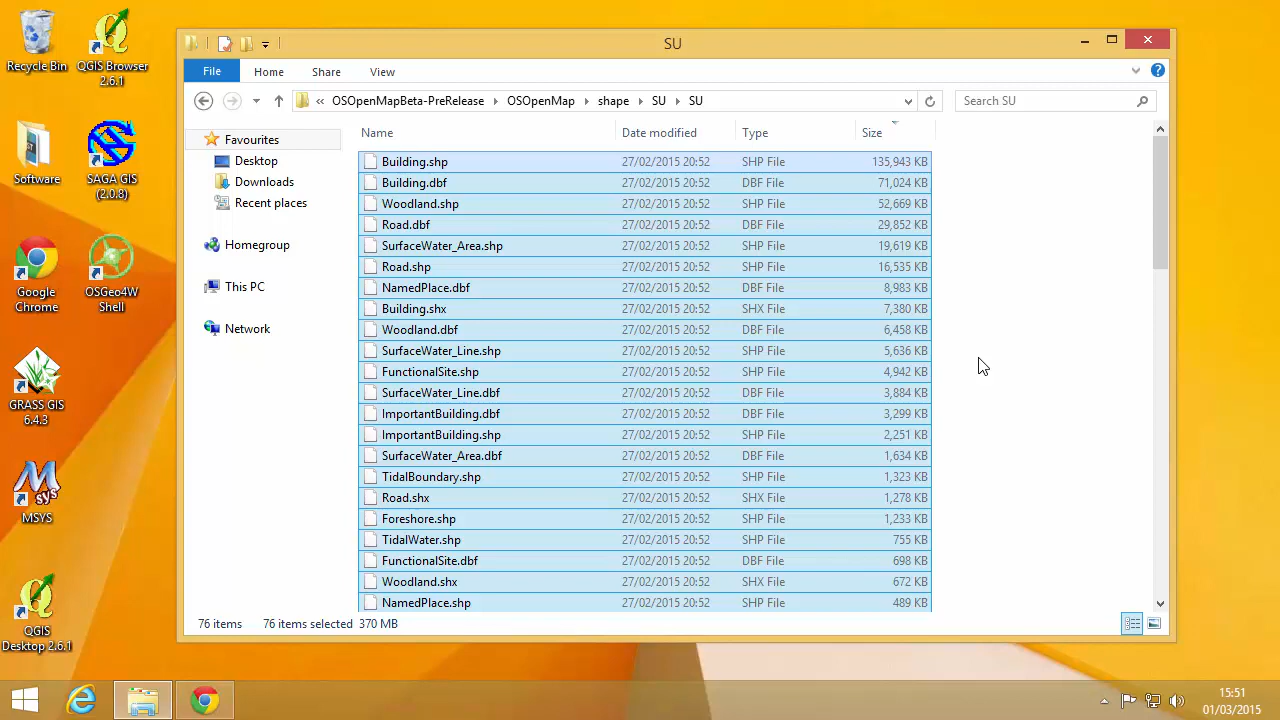 Recycle Bin
QGIS Browser 2.6.1
Software
SAGA GIS (2.0.8)
Google Chrome
OSGeo4W Shell
GRASS GIS 6.4.3
MSYS
QGIS Desktop 2.6.1
SU
File Home Share View
« OSOpenMapBeta-PreRelease OSOpenMap shape SU SU
Search SU
Favourites
Desktop
Downloads
Recent places
Homegroup
This PC
Network
Name Date modified Type Size
Building.shp 27/02/2015 20:52 SHP File 135,943 KB
Building.dbf 27/02/2015 20:52 DBF File 71,024 KB
Woodland.shp 27/02/2015 20:52 SHP File 52,669 KB
Road.dbf 27/02/2015 20:52 DBF File 29,852 KB
SurfaceWater_Area.shp 27/02/2015 20:52 SHP File 19,619 KB
Road.shp 27/02/2015 20:52 SHP File 16,535 KB
NamedPlace.dbf 27/02/2015 20:52 DBF File 8,983 KB
Building.shx 27/02/2015 20:52 SHX File 7,380 KB
Woodland.dbf 27/02/2015 20:52 DBF File 6,458 KB
SurfaceWater_Line.shp 27/02/2015 20:52 SHP File 5,636 KB
FunctionalSite.shp 27/02/2015 20:52 SHP File 4,942 KB
SurfaceWater_Line.dbf 27/02/2015 20:52 DBF File 3,884 KB
ImportantBuilding.dbf 27/02/2015 20:52 DBF File 3,299 KB
ImportantBuilding.shp 27/02/2015 20:52 SHP File 2,251 KB
SurfaceWater_Area.dbf 27/02/2015 20:52 DBF File 1,634 KB
TidalBoundary.shp 27/02/2015 20:52 SHP File 1,323 KB
Road.shx 27/02/2015 20:52 SHX File 1,278 KB
Foreshore.shp 27/02/2015 20:52 SHP File 1,233 KB
TidalWater.shp 27/02/2015 20:52 SHP File 755 KB
FunctionalSite.dbf 27/02/2015 20:52 DBF File 698 KB
Woodland.shx 27/02/2015 20:52 SHX File 672 KB
NamedPlace.shp 27/02/2015 20:52 SHP File 489 KB
76 items 76 items selected 370 MB
15:51
01/03/2015